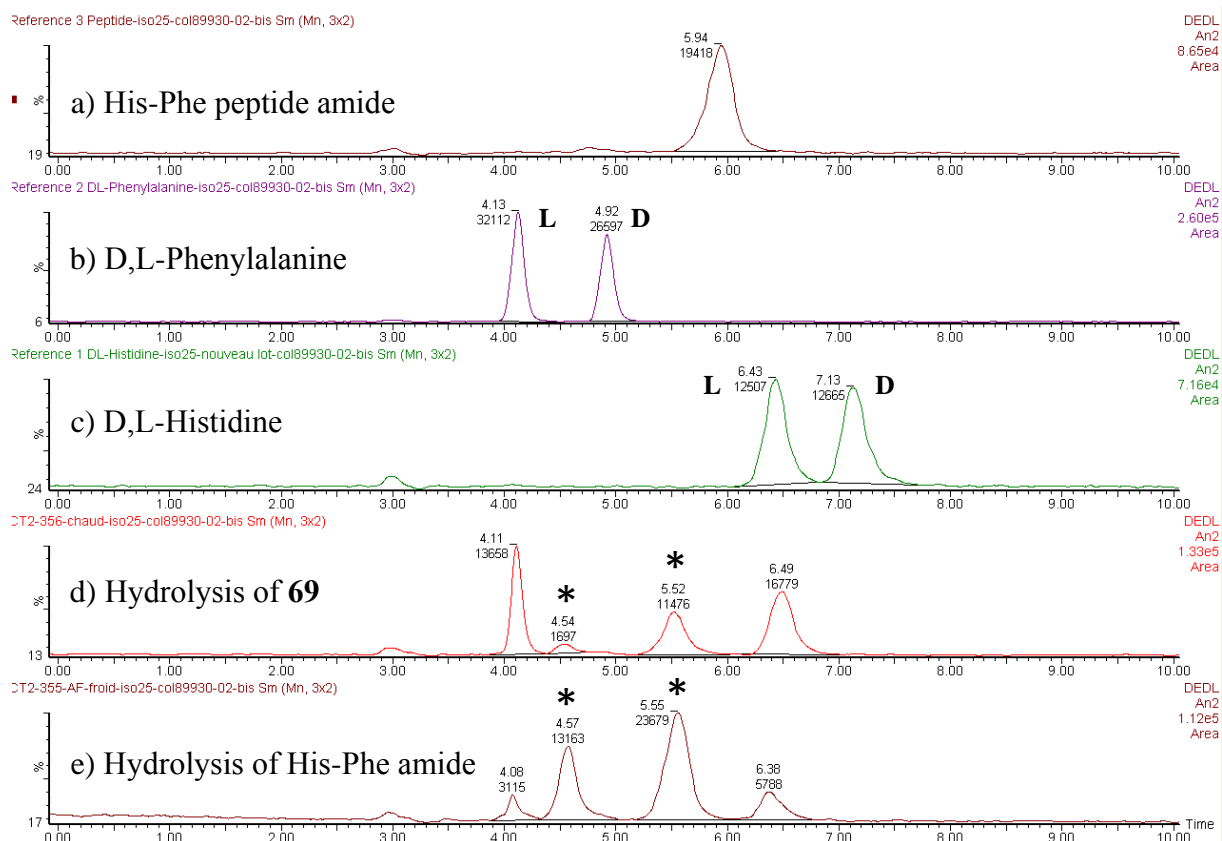 Reference 3 Peptide-iso25-col89930-02-bis Sm (Mn, 3x2)
DEDL
An2
8.65e4
Area
5.94
19418
%
19
a) His-Phe peptide amide
0.00 1.00 2.00 3.00 4.00 5.00 6.00 7.00 8.00 9.00 10.00
Reference 2 DL-Phenylalanine-iso25-col89930-02-bis Sm (Mn, 3x2)
DEDL
An2
2.60e5
Area
4.13
32112
L
4.92
26597
D
%
6
b) D,L-Phenylalanine
0.00 1.00 2.00 3.00 4.00 5.00 6.00 7.00 8.00 9.00 10.00
Reference 1 DL-Histidine-iso25-nouveau lot-col89930-02-bis Sm (Mn, 3x2)
DEDL
An2
7.16e4
Area
L
6.43
12507
7.13
12665
D
%
24
c) D,L-Histidine
0.00 1.00 2.00 3.00 4.00 5.00 6.00 7.00 8.00 9.00 10.00
CT2-356-chaud-iso25-col89930-02-bis Sm (Mn, 3x2)
DEDL
An2
1.33e5
Area
4.11
13658
*
4.54
1697
*
5.52
11476
6.49
16779
%
13
d) Hydrolysis of 69
0.00 1.00 2.00 3.00 4.00 5.00 6.00 7.00 8.00 9.00 10.00
CT2-355-AF-froid-iso25-col89930-02-bis Sm (Mn, 3x2)
DEDL
An2
1.12e5
Area
4.08
3115
*
4.57
13163
*
5.55
23679
6.38
5788
%
17
e) Hydrolysis of His-Phe amide
Time
0.00 1.00 2.00 3.00 4.00 5.00 6.00 7.00 8.00 9.00 10.00